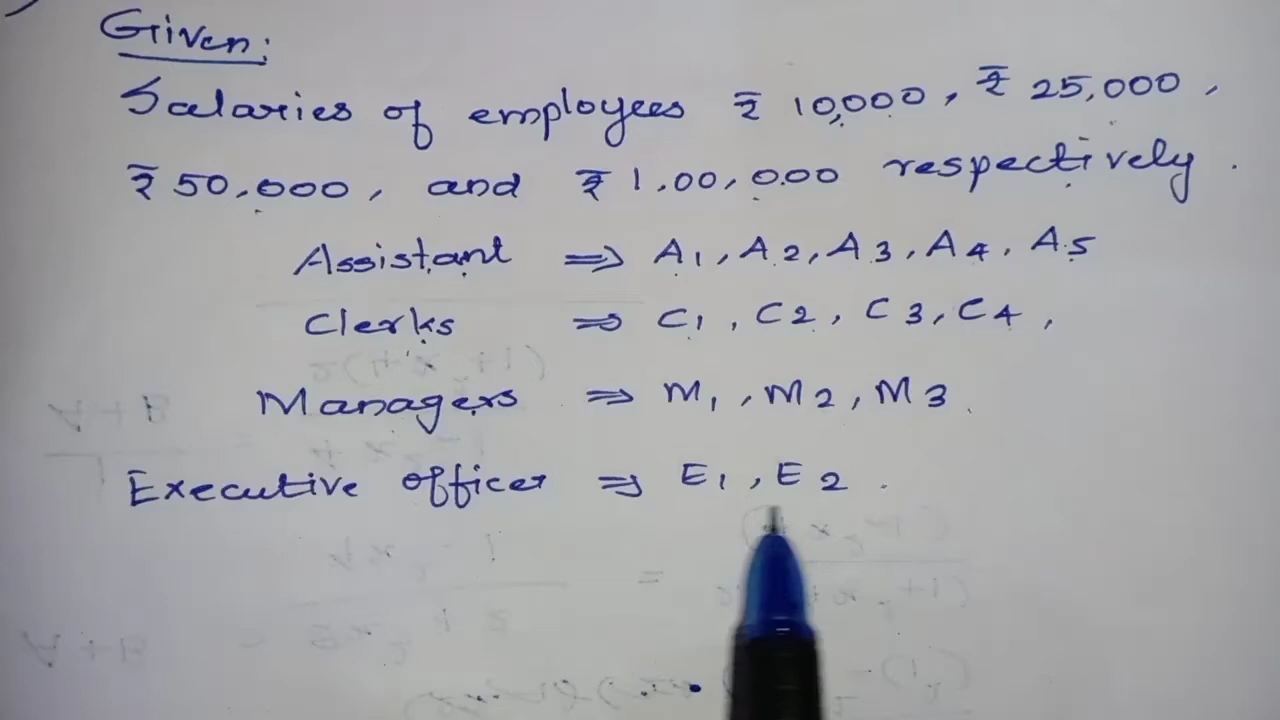 Given:
Salaries of employees ₹ 10,000, ₹ 25,000,
₹ 50,000, and ₹ 1,00,000 respectively.
Assistant ⇒ A1, A2, A3, A4, A5
Clerks ⇒ C1, C2, C3, C4,
Managers ⇒ M1, M2, M3.
Executive officer ⇒ E1, E2.